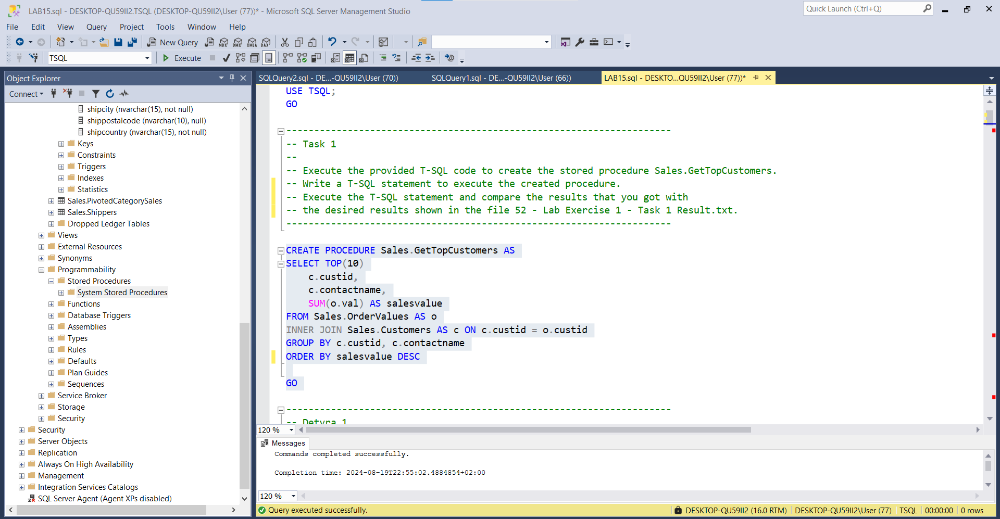 LAB15.sql - DESKTOP-QU59II2.TSQL (DESKTOP-QU59II2\User (77))* - Microsoft SQL Server Management Studio
Quick Launch (Ctrl+Q)
File Edit View Query Project Tools Window Help
New Query MDX DMX XMLA DAX
TSQL Execute
Object Explorer
Connect
shipcity (nvarchar(15), not null)
shippostalcode (nvarchar(10), null)
shipcountry (nvarchar(15), not null)
Keys
Constraints
Triggers
Indexes
Statistics
Sales.PivotedCategorySales
Sales.Shippers
Dropped Ledger Tables
Views
External Resources
Synonyms
Programmability
Stored Procedures
System Stored Procedures
Functions
Database Triggers
Assemblies
Types
Rules
Defaults
Plan Guides
Sequences
Service Broker
Storage
Security
Security
Server Objects
Replication
Always On High Availability
Management
Integration Services Catalogs
SQL Server Agent (Agent XPs disabled)
SQLQuery2.sql - DE...-QU59II2\User (70)) SQLQuery1.sql - DE...-QU59II2\User (66)) LAB15.sql - DESKTO...QU59II2\User (77))*
USE TSQL;
GO
---------------------------------------------------------------------
-- Task 1
--
-- Execute the provided T-SQL code to create the stored procedure Sales.GetTopCustomers.
-- Write a T-SQL statement to execute the created procedure.
-- Execute the T-SQL statement and compare the results that you got with
-- the desired results shown in the file 52 - Lab Exercise 1 - Task 1 Result.txt.
---------------------------------------------------------------------
CREATE PROCEDURE Sales.GetTopCustomers AS
SELECT TOP(10)
c.custid,
c.contactname,
SUM(o.val) AS salesvalue
FROM Sales.OrderValues AS o
INNER JOIN Sales.Customers AS c ON c.custid = o.custid
GROUP BY c.custid, c.contactname
ORDER BY salesvalue DESC
GO
---------------------------------------------------------------------
-- Detyra 1
120 %
Messages
Commands completed successfully.
Completion time: 2024-08-19T22:55:02.4884854+02:00
120 %
Query executed successfully. DESKTOP-QU59II2 (16.0 RTM) DESKTOP-QU59II2\User (77) TSQL 00:00:00 0 rows